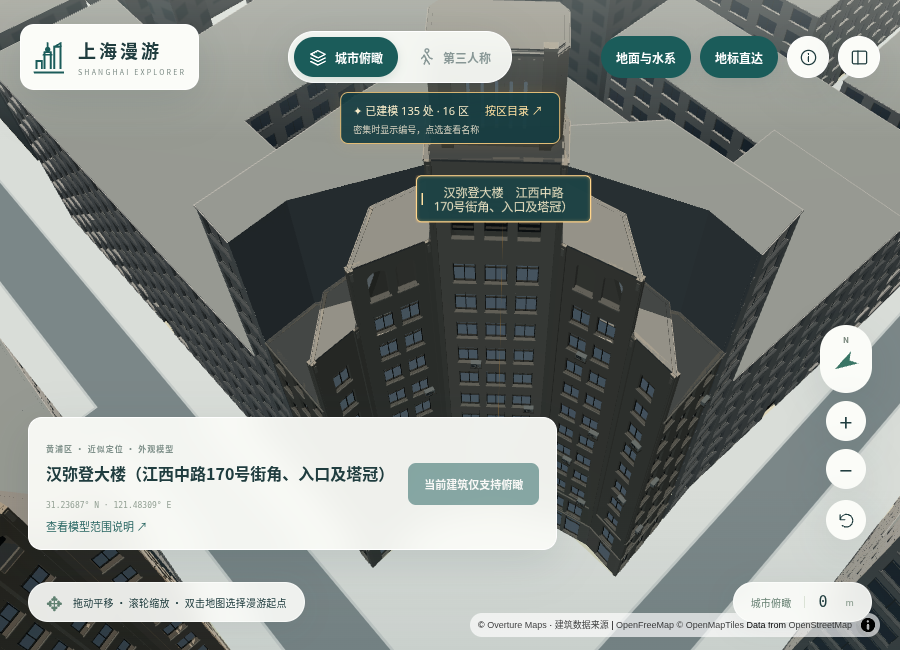 上海漫游
SHANGHAI EXPLORER
城市俯瞰
第三人称
地面与水系
地标直达
✦ 已建模 135 处 · 16 区 按区目录 ↗
密集时显示编号，点选查看名称
汉弥登大楼 江西中路
170号街角、入口及塔冠）
N
黄浦区 · 近似定位 · 外观模型
汉弥登大楼（江西中路170号街角、入口及塔冠）
当前建筑仅支持俯瞰
31.23687° N · 121.48309° E
查看模型范围说明 ↗
拖动平移 · 滚轮缩放 · 双击地图选择漫游起点
城市俯瞰 0 m
© Overture Maps · 建筑数据来源 | OpenFreeMap © OpenMapTiles Data from OpenStreetMap